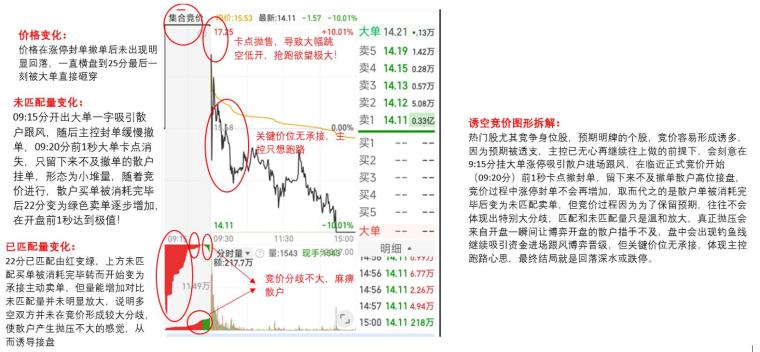 价格变化：
价格在涨停封单撤单后未出现明
显回落，一直横盘到25分最后一
刻被大单直接砸穿
未匹配量变化：
09:15分开出大单一字吸引散
户跟风，随后主控封单缓慢撤
单，09:20分前1秒大单卡点消
失，只留下来不及撤单的散户
挂单，形态为小堆量，随着竞
价进行，散户买单被消耗完毕
后22分变为绿色卖单逐步增加，
在开盘前1秒达到极值！
已匹配量变化：
22分已匹配由红变绿，上方未匹
配买单被消耗完毕转而开始变为
承接主动卖单，但量能增加对比
未匹配量并未明显放大，说明多
空双方并未在竞价形成较大分歧，
使散户产生抛压不大的感觉，从
而诱导接盘
集合竞价
均价:15.53 最新:14.11 -1.57 -10.01%
17.25 +10.01%
卡点抛售，导致大幅跳
空低开，抢跑欲望极大！
15.68 0.00%
关键价位无承接，主
控只想跑路
14.11 -10.01%
09:15 09:30 11:30 15:00
分时量 量:1543 现手:1543
额:217.7万
11.49万
竞价分歧不大，麻痹
散户
大单 14.21 +.13万
卖5 14.19 1.42万
卖4 14.15 0.28万
卖3 14.13 0.57万
卖2 14.12 5.08万
卖1 14.11 0.33亿
买1 —
买2 —
买3 —
买4 —
买5 —
大单 —
明细
14:56 14.11 6.77万
14:56 14.11 2.26万
14:57 14.11 4.94万
15:00 14.11 218万
诱空竞价图形拆解：
热门股尤其竞争身位股，预期明牌的个股，竞价容易形成诱多，
因为预期被透支，主控已无心再继续往上做的前提下，会刻意在
9:15分挂大单涨停吸引散户进场跟风，在临近正式竞价开始
（09:20分）前1秒卡点撤封单，留下来不及撤单散户高位接盘，
竞价过程中涨停封单不会再增加，取而代之的是散户单被消耗完
毕后变为未匹配卖单，但竞价过程因为为了保留预期，往往不会
体现出特别大分歧，匹配和未匹配量只是温和放大。真正抛压会
来自开盘一瞬间让博弈开盘的散户措手不及，盘中会出现钓鱼线
继续吸引资金进场跟风博弈晋级，但关键价位无承接，体现主控
跑路心思，最终结局就是回落深水或跌停。